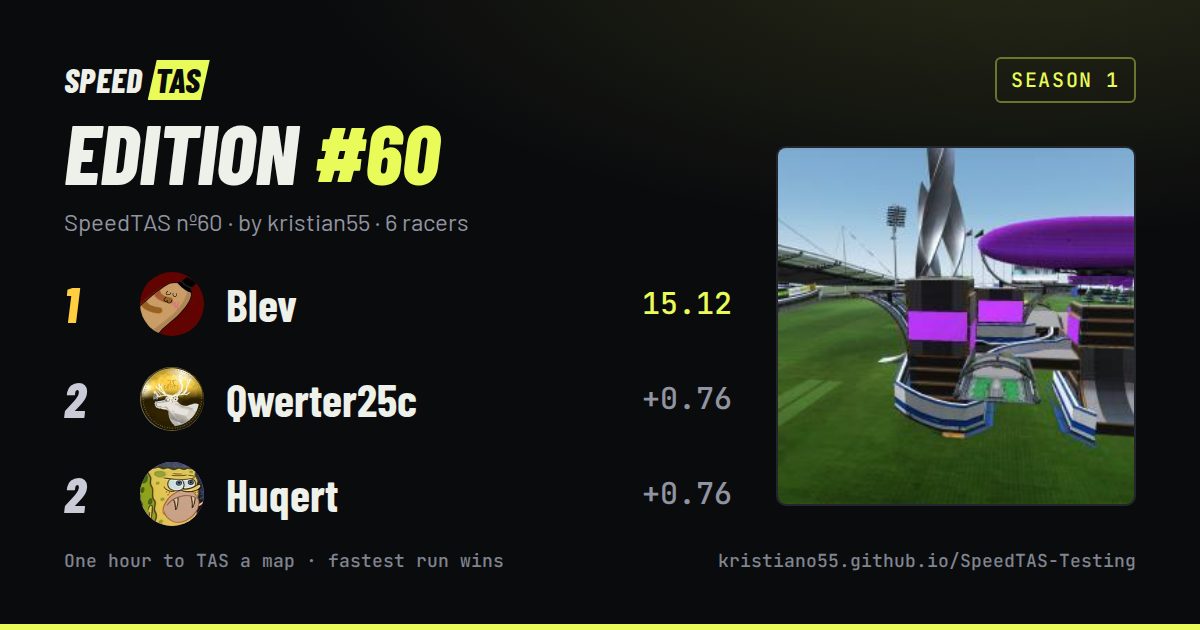 SPEED TAS
SEASON 1
EDITION #60
SpeedTAS nº60 · by kristian55 · 6 racers
1 Blev 15.12
2 Qwerter25c +0.76
2 Huqert +0.76
One hour to TAS a map · fastest run wins
kristiano55.github.io/SpeedTAS-Testing